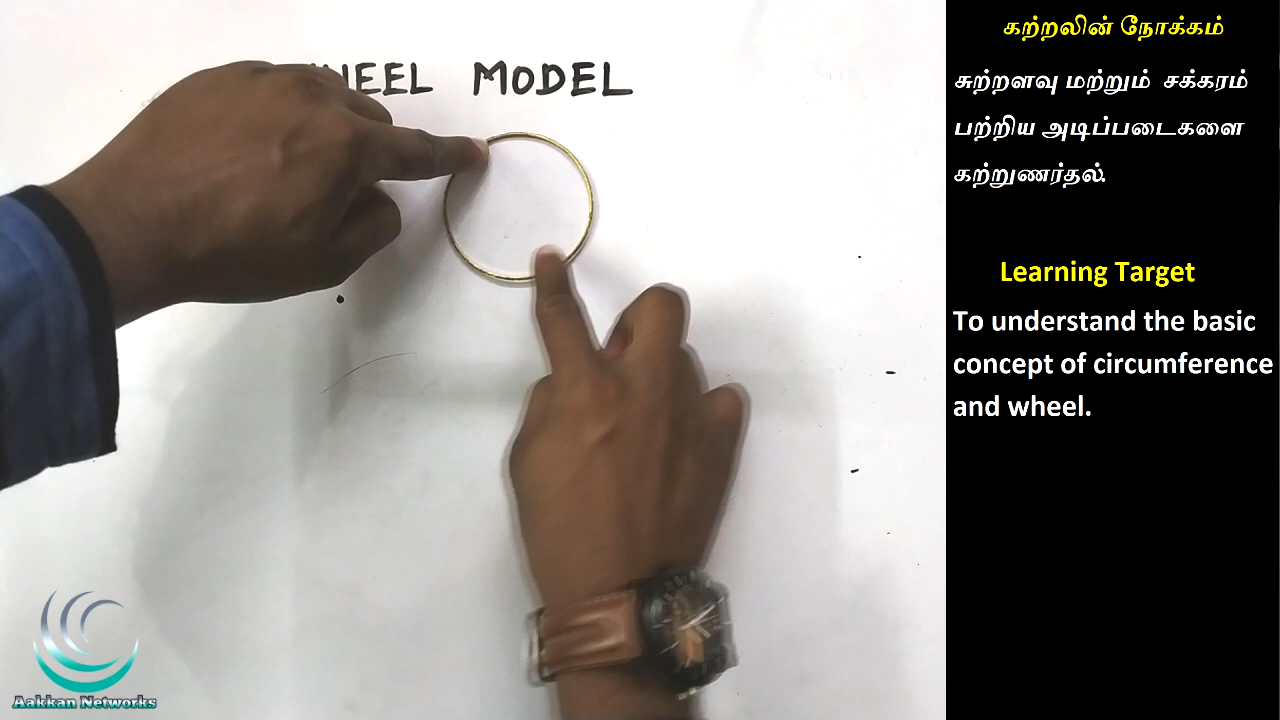 WHEEL MODEL
கற்றலின் நோக்கம்
சுற்றளவு மற்றும் சக்கரம்
பற்றிய அடிப்படைகளை
கற்றுணர்தல்.
Learning Target
To understand the basic
concept of circumference
and wheel.
Aakkan Networks